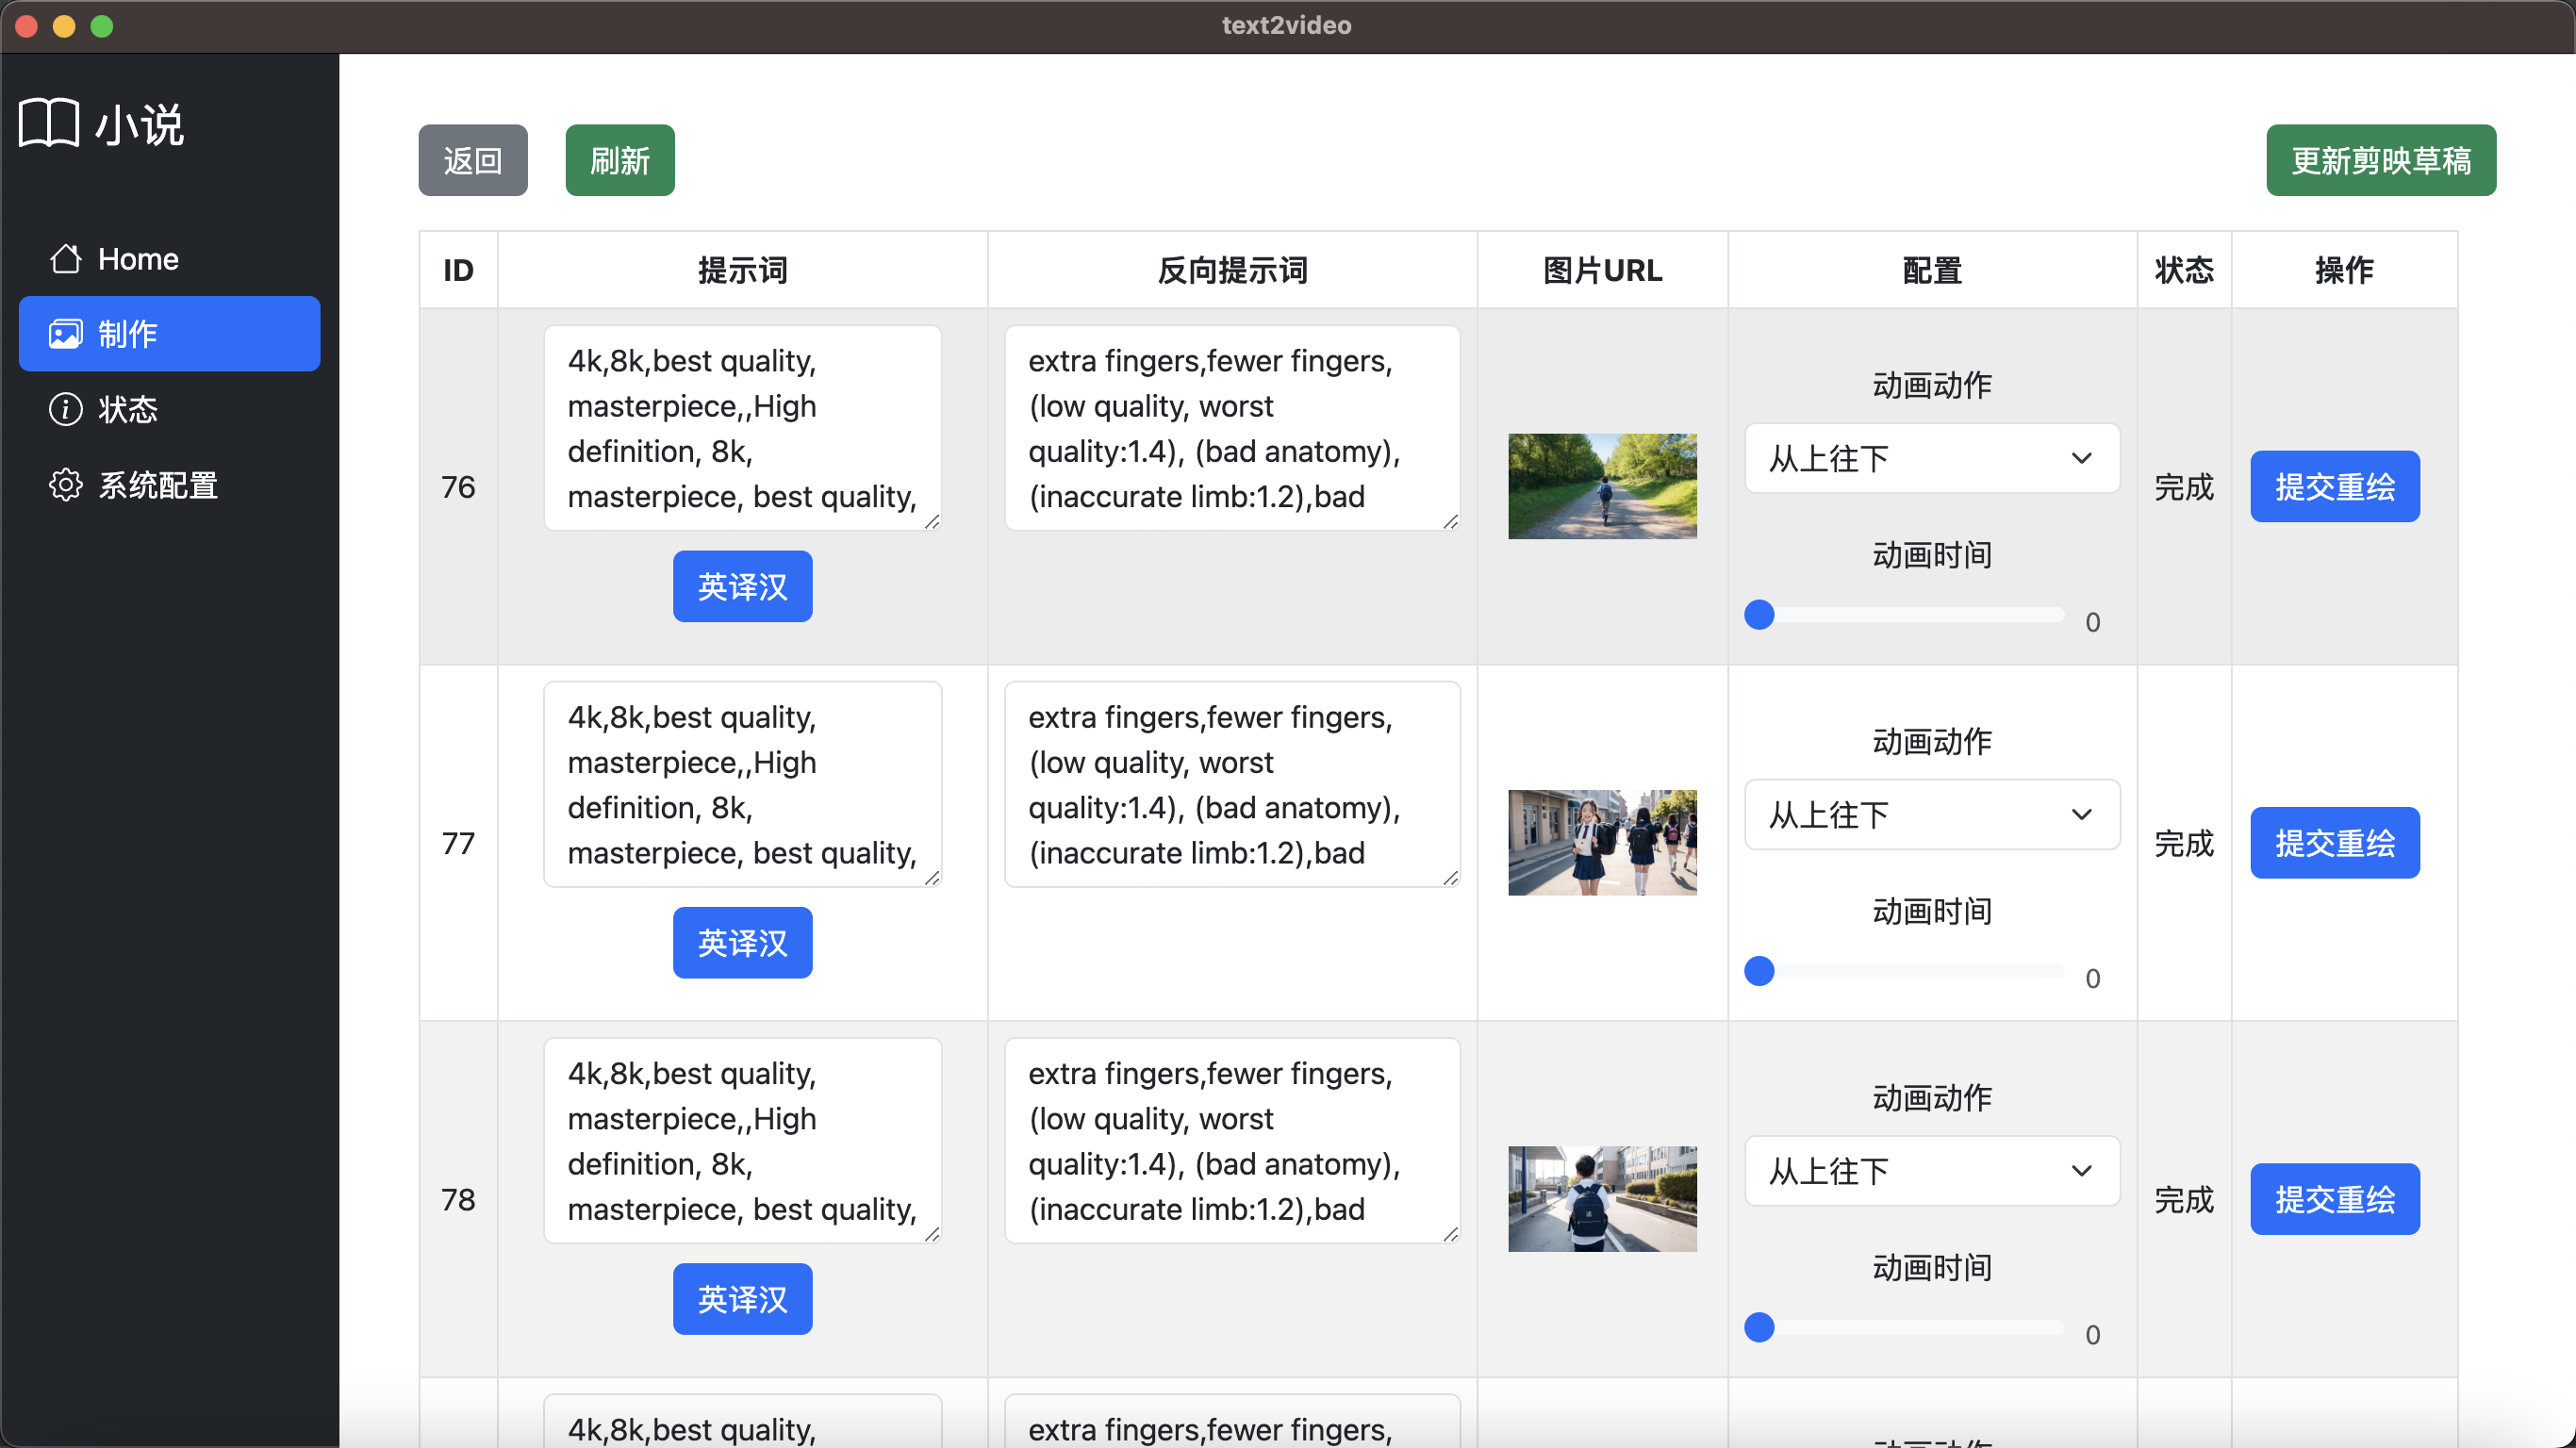 text2video
小说
Home
制作
状态
系统配置
返回
刷新
更新剪映草稿
ID
提示词
反向提示词
图片URL
配置
状态
操作
76
4k,8k,best quality,
masterpiece,,High
definition, 8k,
masterpiece, best quality,
英译汉
extra fingers,fewer fingers,
(low quality, worst
quality:1.4), (bad anatomy),
(inaccurate limb:1.2),bad
动画动作
从上往下
动画时间
0
完成
提交重绘
77
4k,8k,best quality,
masterpiece,,High
definition, 8k,
masterpiece, best quality,
英译汉
extra fingers,fewer fingers,
(low quality, worst
quality:1.4), (bad anatomy),
(inaccurate limb:1.2),bad
动画动作
从上往下
动画时间
0
完成
提交重绘
78
4k,8k,best quality,
masterpiece,,High
definition, 8k,
masterpiece, best quality,
英译汉
extra fingers,fewer fingers,
(low quality, worst
quality:1.4), (bad anatomy),
(inaccurate limb:1.2),bad
动画动作
从上往下
动画时间
0
完成
提交重绘
4k,8k,best quality,
extra fingers,fewer fingers,